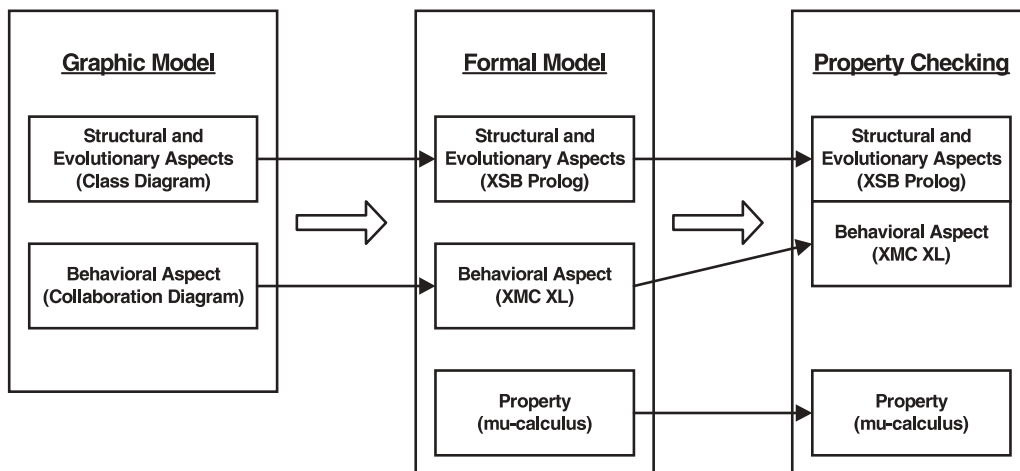 Graphic Model
Structural and
Evolutionary Aspects
(Class Diagram)
Behavioral Aspect
(Collaboration Diagram)
Formal Model
Structural and
Evolutionary Aspects
(XSB Prolog)
Behavioral Aspect
(XMC XL)
Property
(mu-calculus)
Property Checking
Structural and
Evolutionary Aspects
(XSB Prolog)
Behavioral Aspect
(XMC XL)
Property
(mu-calculus)